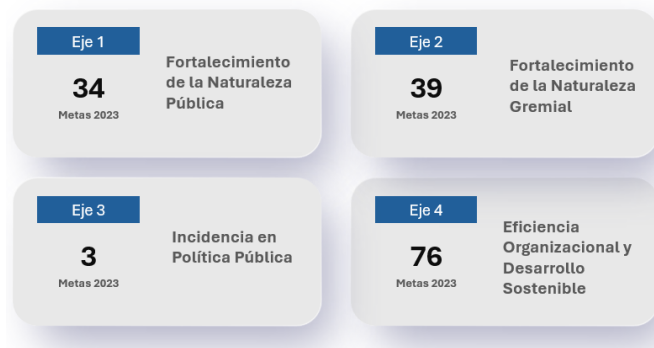 Eje 1
34
Metas 2023
Fortalecimiento
de la Naturaleza
Pública
Eje 2
39
Metas 2023
Fortalecimiento
de la Naturaleza
Gremial
Eje 3
3
Metas 2023
Incidencia en
Política Pública
Eje 4
76
Metas 2023
Eficiencia
Organizacional y
Desarrollo
Sostenible